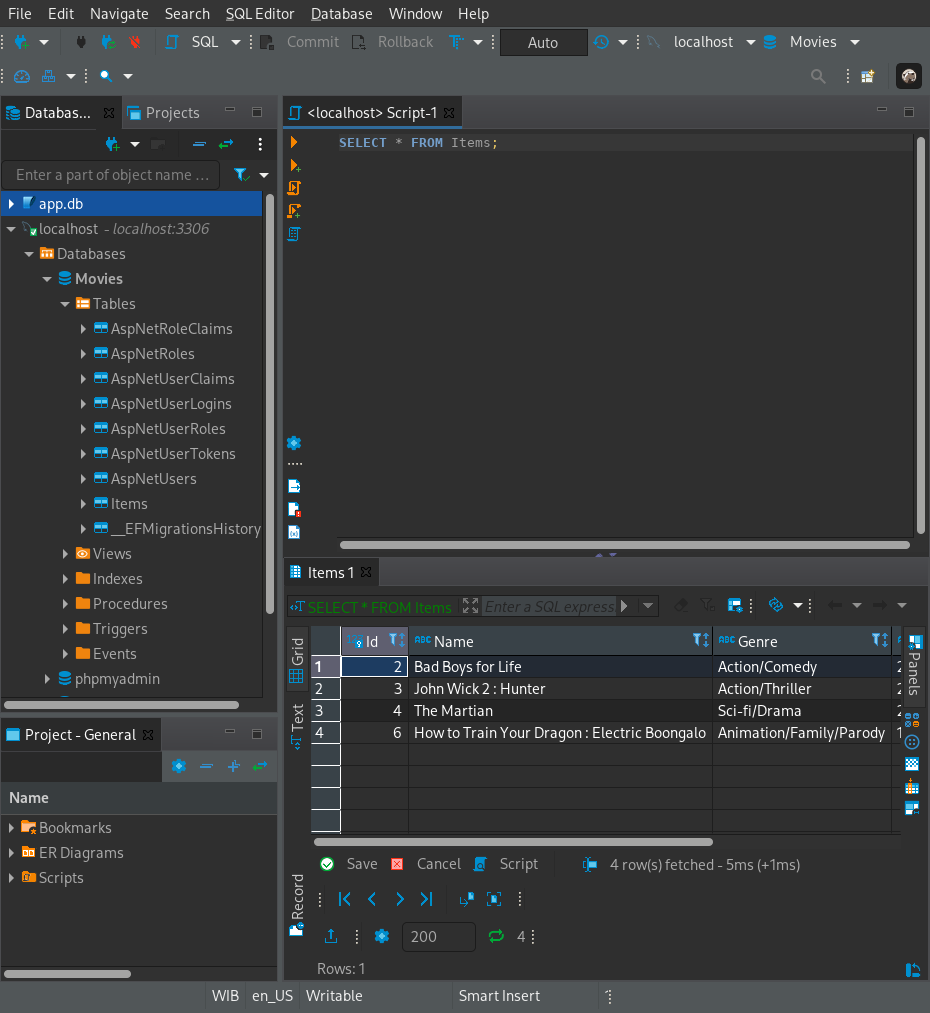 File Edit Navigate Search SQL Editor Database Window Help
SQL Commit Rollback Auto localhost Movies
Databas... Projects
<localhost> Script-1
Enter a part of object name ...
SELECT * FROM Items;
app.db
localhost - localhost:3306
Databases
Movies
Tables
AspNetRoleClaims
AspNetRoles
AspNetUserClaims
AspNetUserLogins
AspNetUserRoles
AspNetUserTokens
AspNetUsers
Items
__EFMigrationsHistory
Views
Indexes
Procedures
Triggers
Events
phpmyadmin
Project - General
Name
Bookmarks
ER Diagrams
Scripts
Items 1
SELECT * FROM Items Enter a SQL express
Grid
Text
Record
Panels
Id Name Genre
1 2 Bad Boys for Life Action/Comedy 2
2 3 John Wick 2 : Hunter Action/Thriller 2
3 4 The Martian Sci-fi/Drama 2
4 6 How to Train Your Dragon : Electric Boongalo Animation/Family/Parody 1
Save Cancel Script 4 row(s) fetched - 5ms (+1ms)
200 4
Rows: 1
WIB en_US Writable Smart Insert